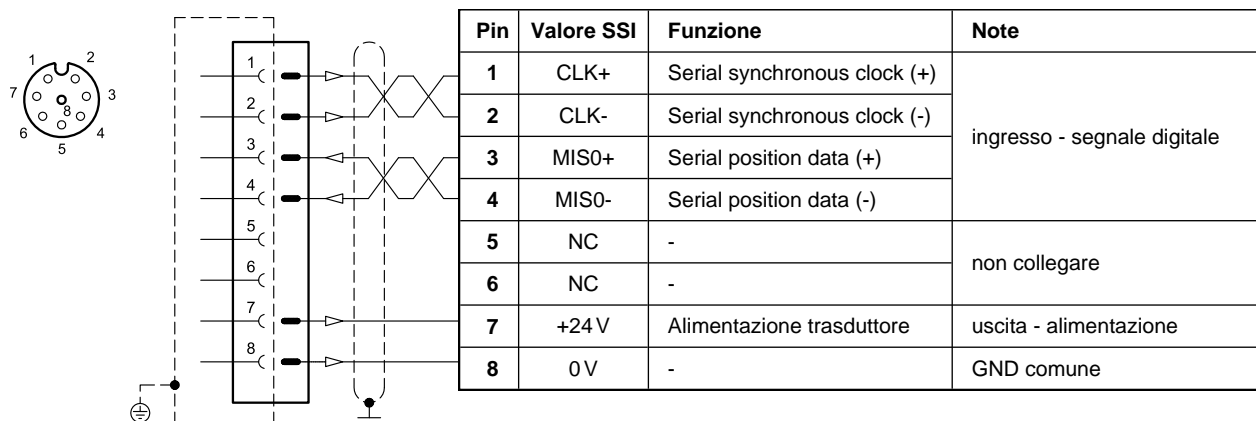 1 2
7 8 3
6 4
5
1
2
3
4
5
6
7
8
Pin Valore SSI Funzione Note
1 CLK+ Serial synchronous clock (+)
2 CLK- Serial synchronous clock (-)
ingresso - segnale digitale
3 MIS0+ Serial position data (+)
4 MIS0- Serial position data (-)
5 NC -
non collegare
6 NC -
7 +24 V Alimentazione trasduttore uscita - alimentazione
8 0 V - GND comune